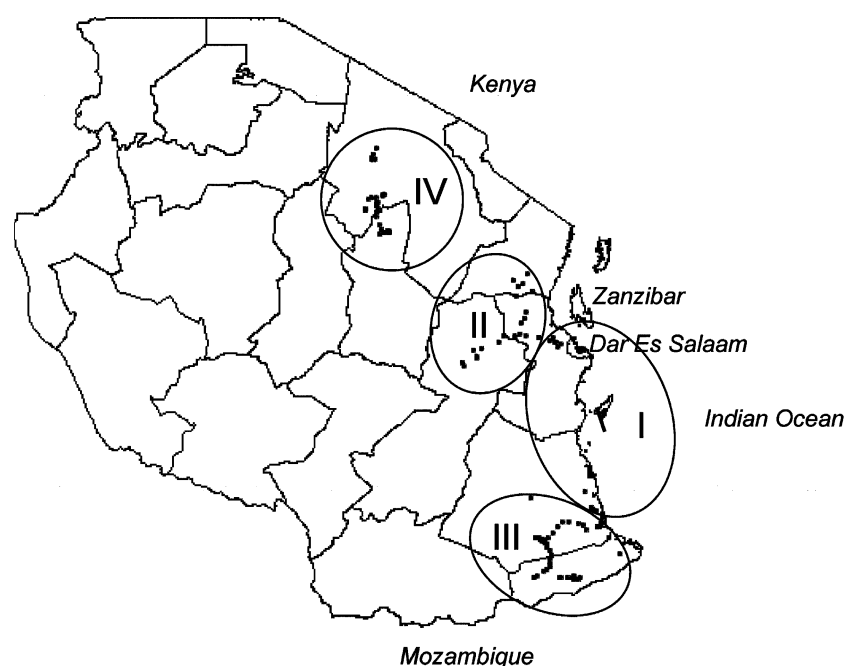 Kenya
IV
Zanzibar
II
Dar Es Salaam
I
Indian Ocean
III
Mozambique